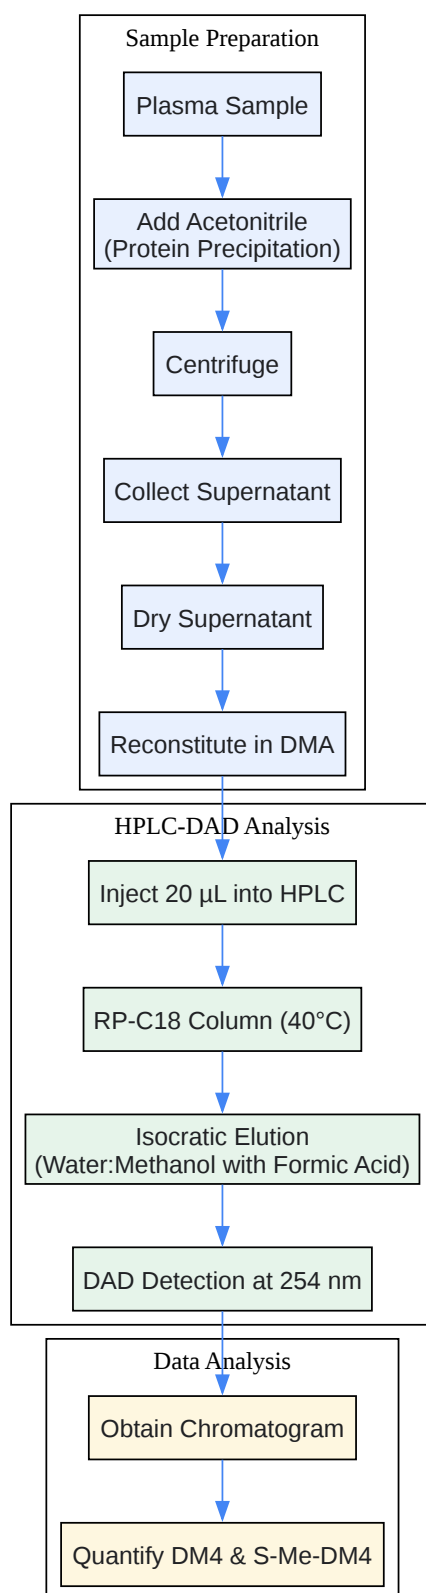 Sample Preparation
Plasma Sample
Add Acetonitrile
(Protein Precipitation)
Centrifuge
Collect Supernatant
Dry Supernatant
Reconstitute in DMA
HPLC-DAD Analysis
Inject 20 µL into HPLC
RP-C18 Column (40°C)
Isocratic Elution
(Water:Methanol with Formic Acid)
DAD Detection at 254 nm
Data Analysis
Obtain Chromatogram
Quantify DM4 & S-Me-DM4